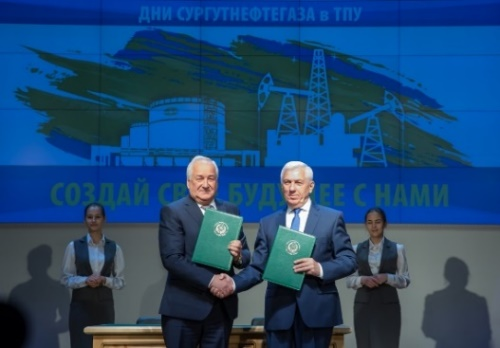 ДНИ СУРГУТНЕФТЕГАЗА в ТПУ
СОЗДАЙ БУДУЩЕЕ С НАМИ